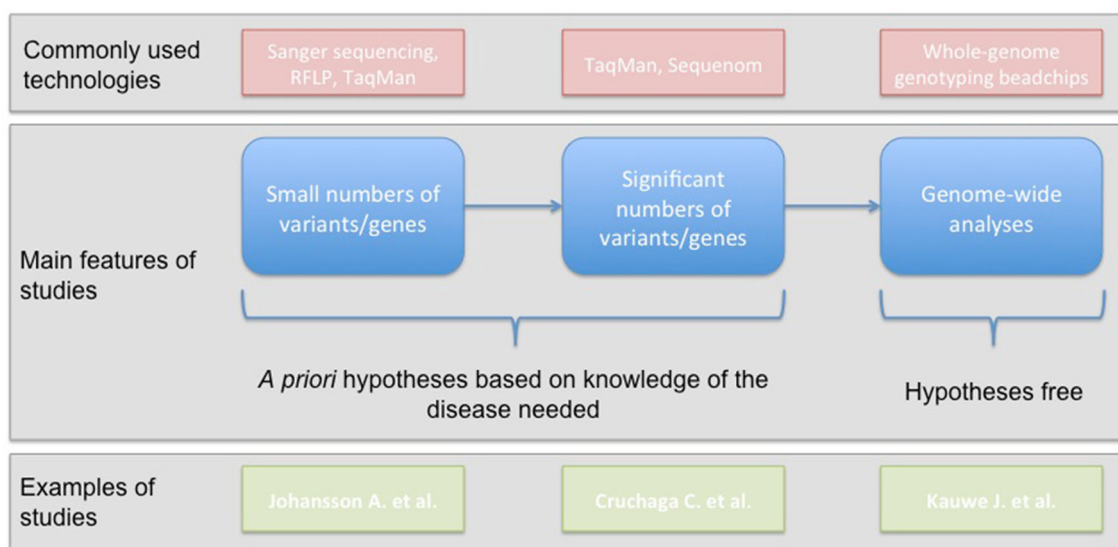 Commonly used
technologies
Sanger sequencing,
RFLP, TaqMan
TaqMan, Sequenom
Whole-genome
genotyping beadchips
Main features of
studies
Small numbers of
variants/genes
Significant
numbers of
variants/genes
Genome-wide
analyses
A priori hypotheses based on knowledge of the
disease needed
Hypotheses free
Examples of
studies
Johansson A. et al.
Cruchaga C. et al.
Kauwe J. et al.